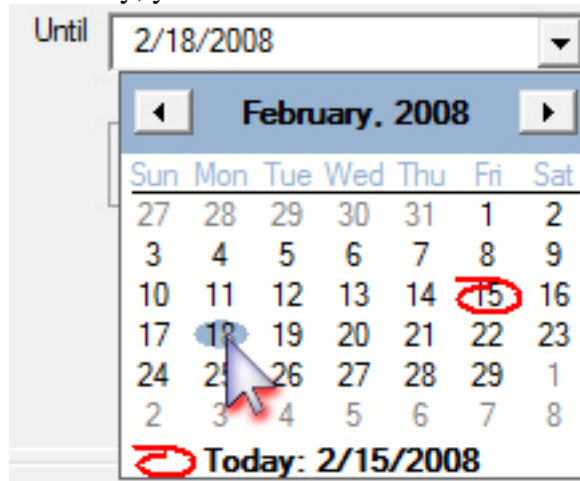 Until 2/18/2008
February, 2008
Sun Mon Tue Wed Thu Fri Sat
27 28 29 30 31 1 2
3 4 5 6 7 8 9
10 11 12 13 14 15 16
17 18 19 20 21 22 23
24 25 26 27 28 29 1
2 3 4 5 6 7 8
Today: 2/15/2008